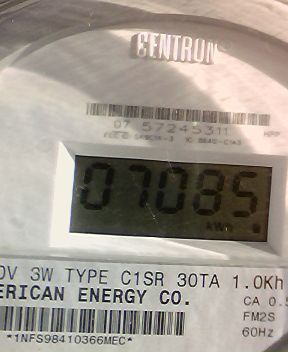 CENTRON
07 57245311
07085
kWh
0V 3W TYPE C1SR 30TA 1.0Kh
ERICAN ENERGY CO.
CA 0.5
FM2S
60Hz
*1NFS98410366MEC*